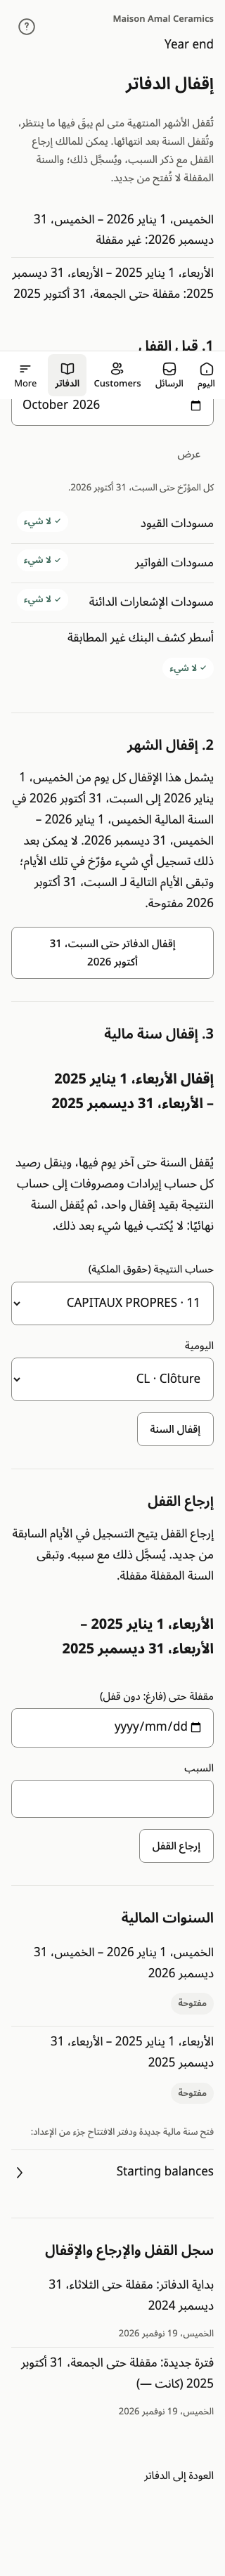 Maison Amal Ceramics
?
Year end
إقفال الدفاتر
تُقفل الأشهر المنتهية متى لم يبقَ فيها ما ينتظر،
وتُقفل السنة بعد انتهائها. يمكن للمالك إرجاع
القفل مع ذكر السبب، ويُسجَّل ذلك؛ والسنة
المقفلة لا تُفتح من جديد.
الخميس، 1 يناير 2026 – الخميس، 31
ديسمبر 2026: غير مقفلة
الأربعاء، 1 يناير 2025 – الأربعاء، 31 ديسمبر
2025: مقفلة حتى الجمعة، 31 أكتوبر 2025
1. قبل القفل
اليوم
الرسائل
Customers
الدفاتر
More
October 2026
عرض
كل المؤرّخ حتى السبت، 31 أكتوبر 2026.
مسودات القيود
✓ لا شيء
مسودات الفواتير
✓ لا شيء
مسودات الإشعارات الدائنة
✓ لا شيء
أسطر كشف البنك غير المطابقة
✓ لا شيء
2. إقفال الشهر
يشمل هذا الإقفال كل يوم من الخميس، 1
يناير 2026 إلى السبت، 31 أكتوبر 2026 في
السنة المالية الخميس، 1 يناير 2026 –
الخميس، 31 ديسمبر 2026. لا يمكن بعد
ذلك تسجيل أي شيء مؤرّخ في تلك الأيام؛
وتبقى الأيام التالية لـ السبت، 31 أكتوبر
2026 مفتوحة.
إقفال الدفاتر حتى السبت، 31
أكتوبر 2026
3. إقفال سنة مالية
إقفال الأربعاء، 1 يناير 2025
– الأربعاء، 31 ديسمبر 2025
يُقفل السنة حتى آخر يوم فيها، وينقل رصيد
كل حساب إيرادات ومصروفات إلى حساب
النتيجة بقيد إقفال واحد، ثم يُقفل السنة
نهائيًا: لا يُكتب فيها شيء بعد ذلك.
حساب النتيجة (حقوق الملكية)
11 · CAPITAUX PROPRES
اليومية
CL · Clôture
إقفال السنة
إرجاع القفل
إرجاع القفل يتيح التسجيل في الأيام السابقة
من جديد. يُسجَّل ذلك مع سببه. وتبقى
السنة المقفلة مقفلة.
الأربعاء، 1 يناير 2025 –
الأربعاء، 31 ديسمبر 2025
مقفلة حتى (فارغ: دون قفل)
yyyy/mm/dd
السبب
إرجاع القفل
السنوات المالية
الخميس، 1 يناير 2026 – الخميس، 31
ديسمبر 2026
مفتوحة
الأربعاء، 1 يناير 2025 – الأربعاء، 31
ديسمبر 2025
مفتوحة
فتح سنة مالية جديدة ودفتر الافتتاح جزء من الإعداد:
Starting balances
سجل القفل والإرجاع والإقفال
بداية الدفاتر: مقفلة حتى الثلاثاء، 31
ديسمبر 2024
الخميس، 19 نوفمبر 2026
فترة جديدة: مقفلة حتى الجمعة، 31 أكتوبر
2025 (كانت —)
الخميس، 19 نوفمبر 2026
العودة إلى الدفاتر